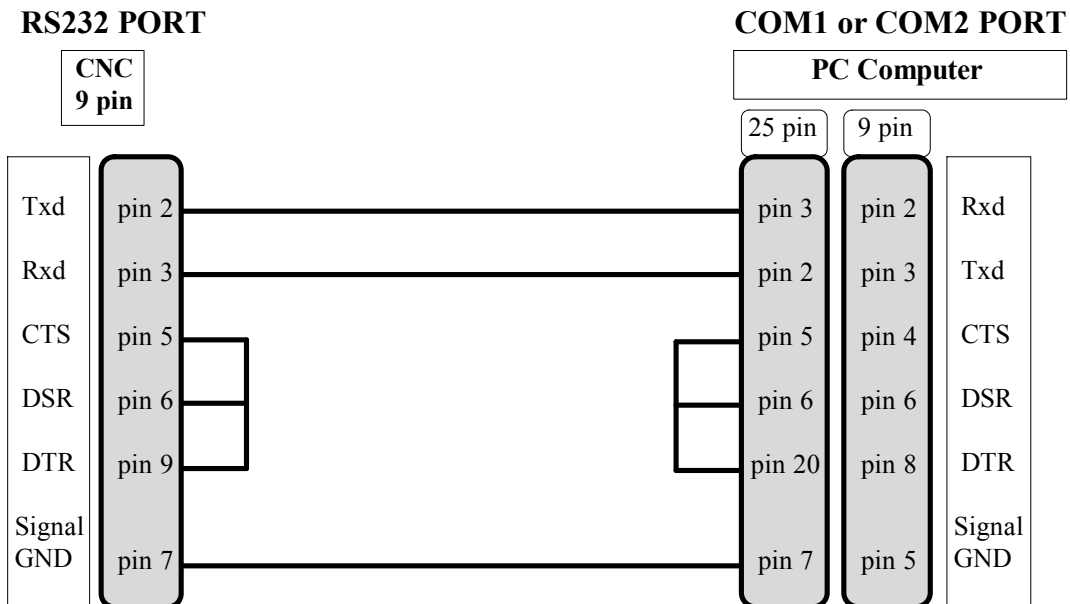 RS232 PORT
COM1 or COM2 PORT
CNC
9 pin
PC Computer
25 pin
9 pin
Txd
pin 2
pin 3
pin 2
Rxd
Rxd
pin 3
pin 2
pin 3
Txd
CTS
pin 5
pin 5
pin 4
CTS
DSR
pin 6
pin 6
pin 6
DSR
DTR
pin 9
pin 20
pin 8
DTR
Signal
GND
pin 7
pin 7
pin 5
Signal
GND